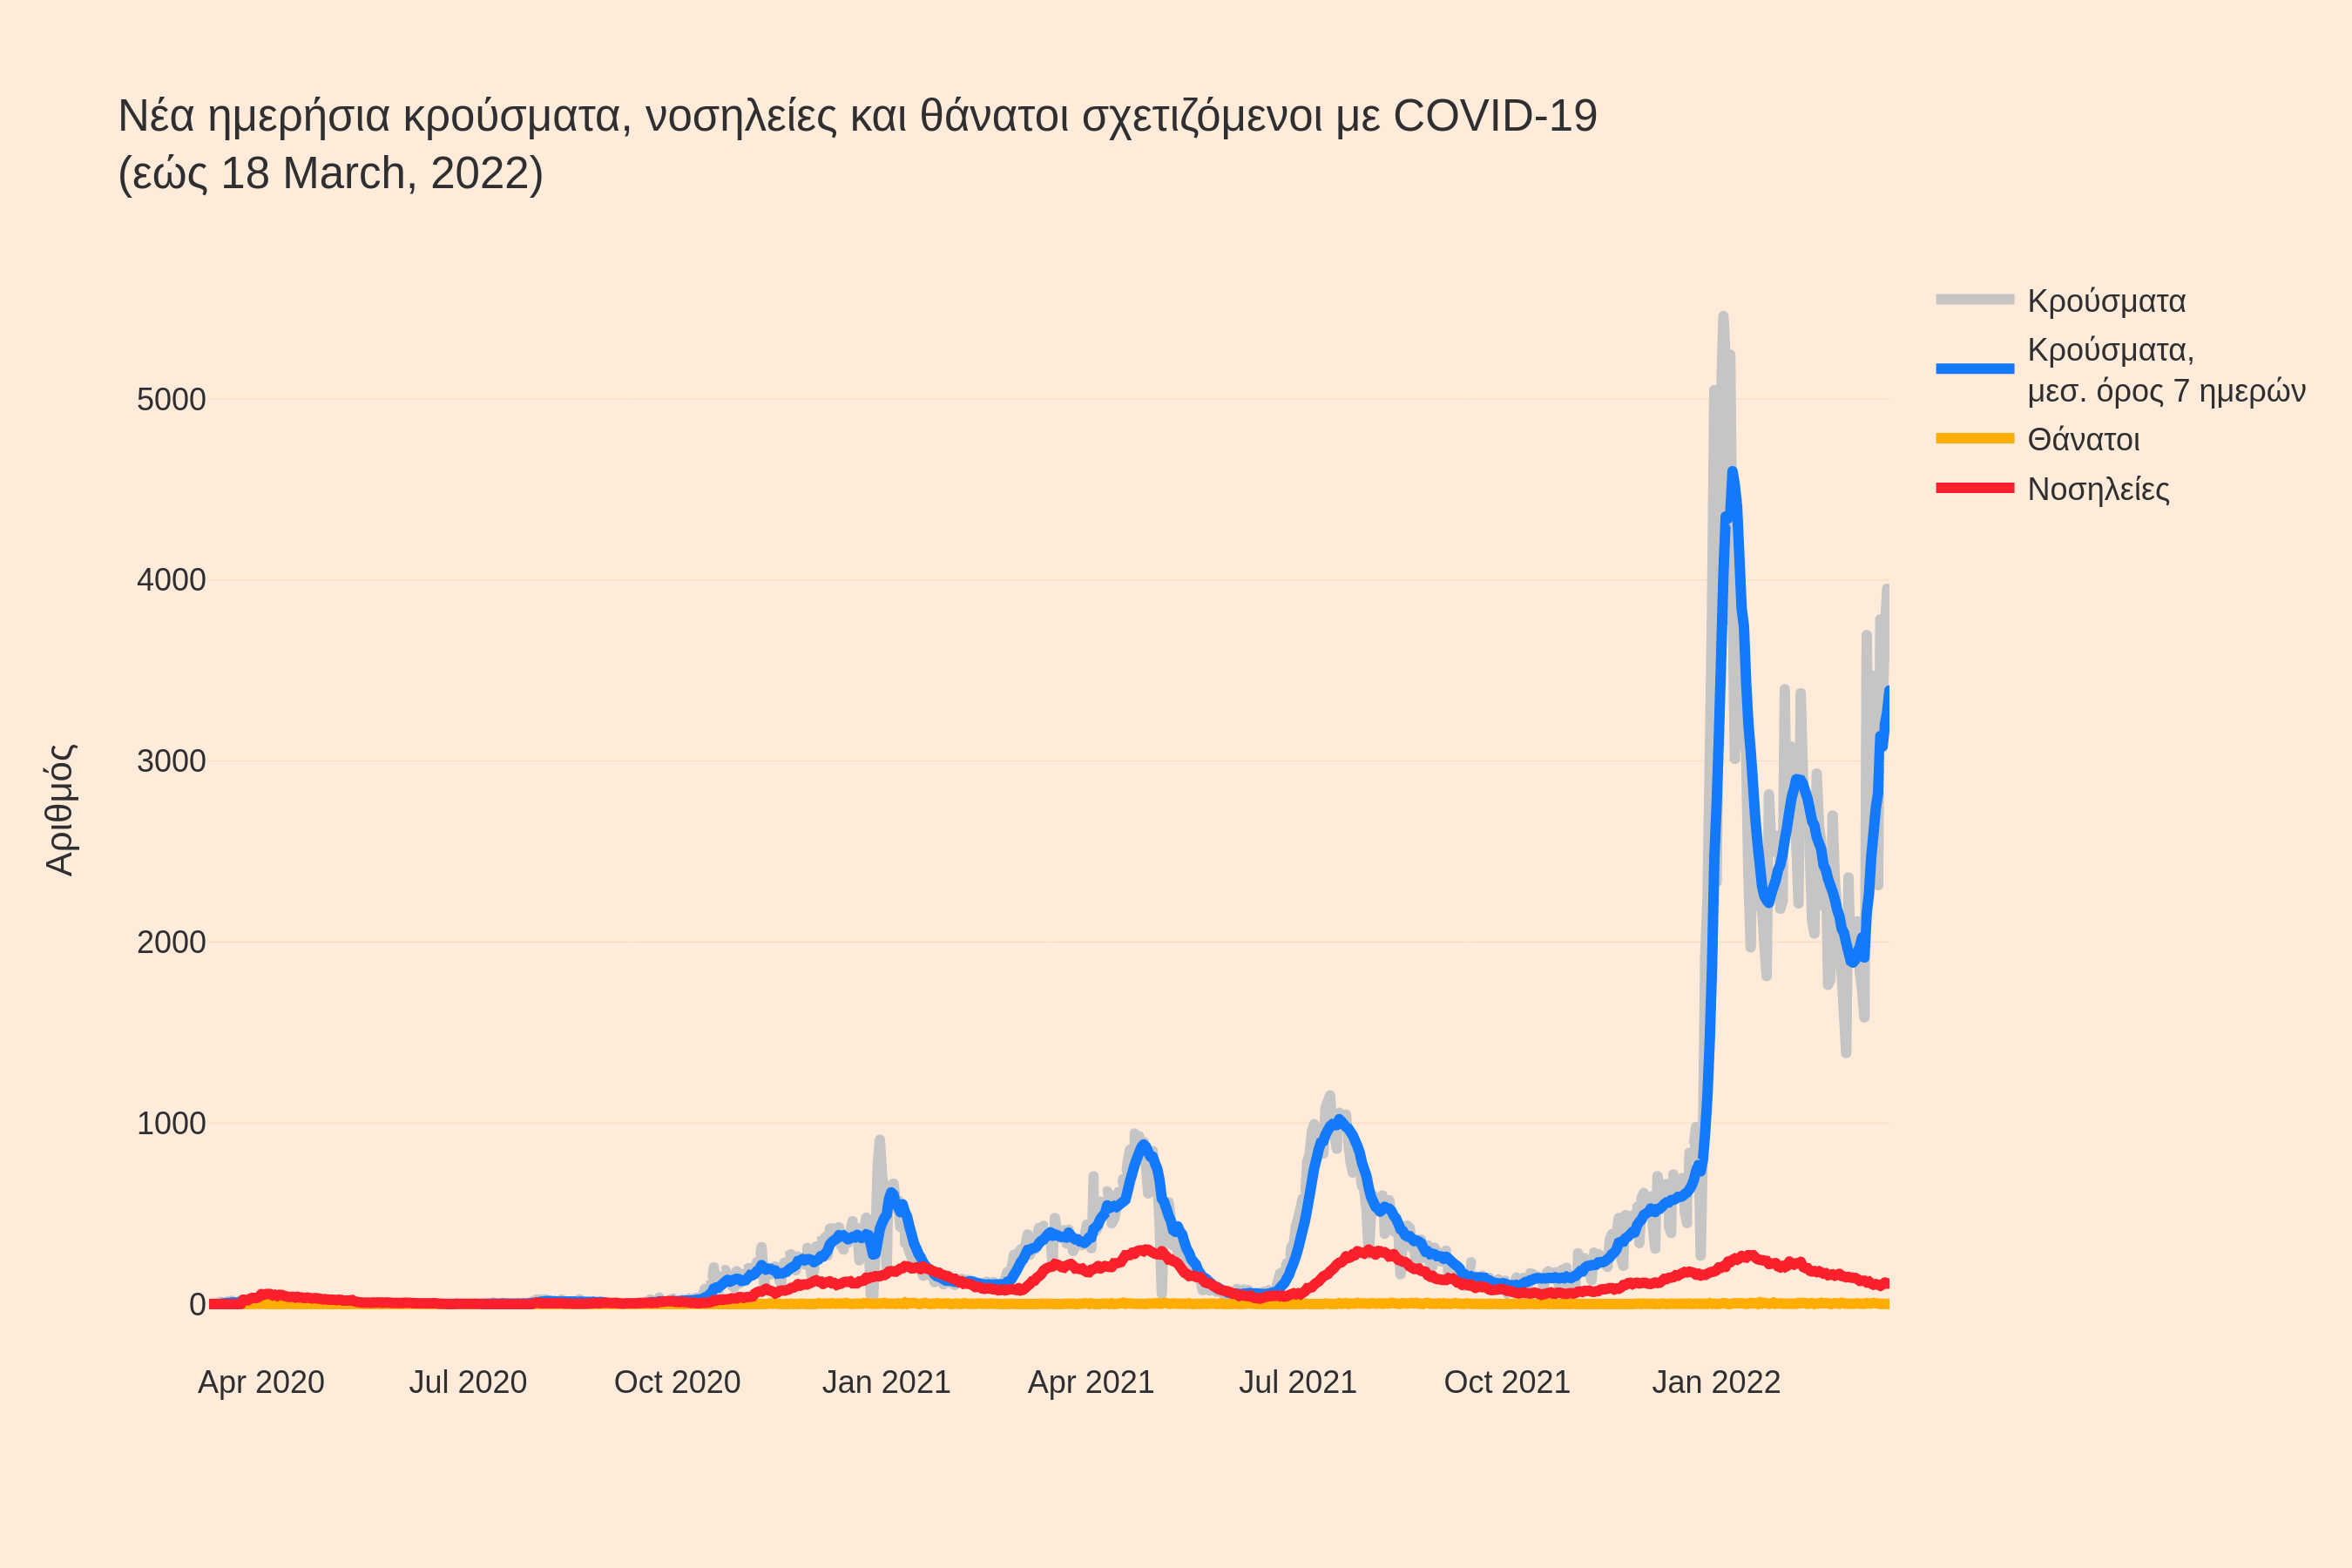 Νέα ημερήσια κρούσματα, νοσηλείες και θάνατοι σχετιζόμενοι με COVID-19
(εώς 18 March, 2022)
Κρούσματα
Κρούσματα,
μεσ. όρος 7 ημερών
Θάνατοι
Νοσηλείες
5000
4000
3000
2000
1000
0
Αριθμός
Apr 2020
Jul 2020
Oct 2020
Jan 2021
Apr 2021
Jul 2021
Oct 2021
Jan 2022